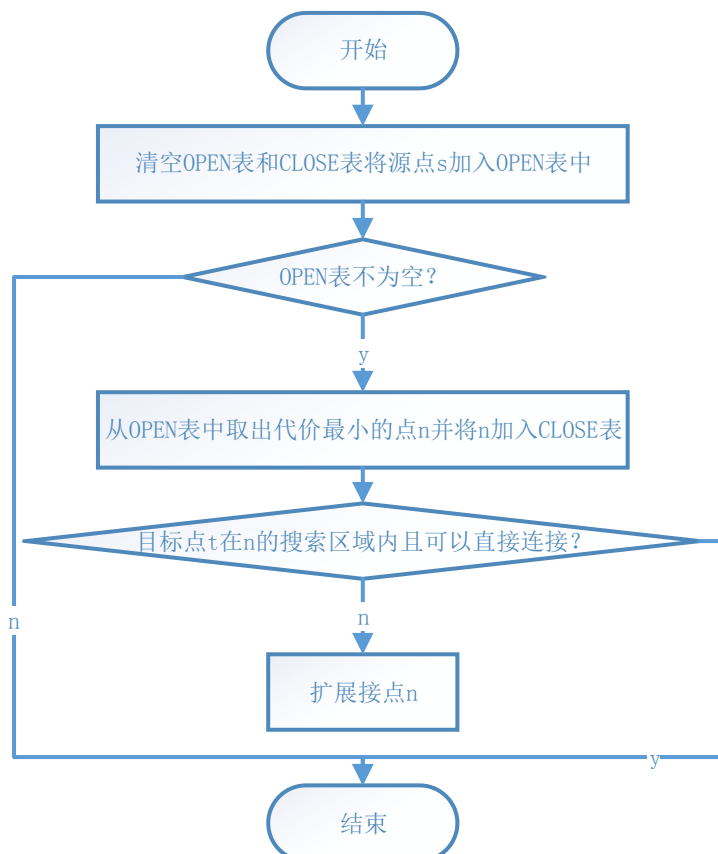 开始
清空OPEN表和CLOSE表将源点s加入OPEN表中
OPEN表不为空?
y
从OPEN表中取出代价最小的点n并将n加入CLOSE表
目标点t在n的搜索区域内且可以直接连接?
n
n
扩展接点n
y
结束